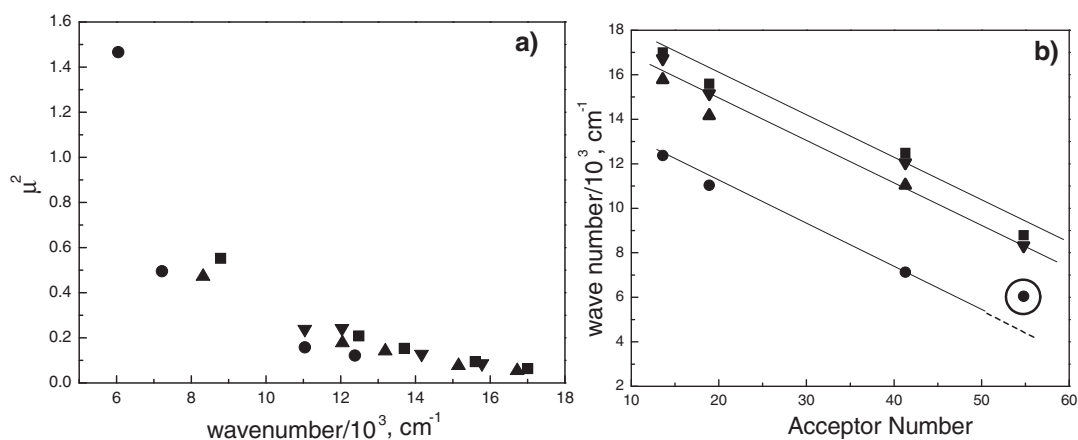 a)
1.6
1.4
1.2
1.0
0.8
0.6
0.4
0.2
0.0
μ²
6 8 10 12 14 16 18
wavenumber/10³, cm⁻¹
b)
18
16
14
12
10
8
6
4
2
wave number/10³, cm⁻¹
10 20 30 40 50 60
Acceptor Number